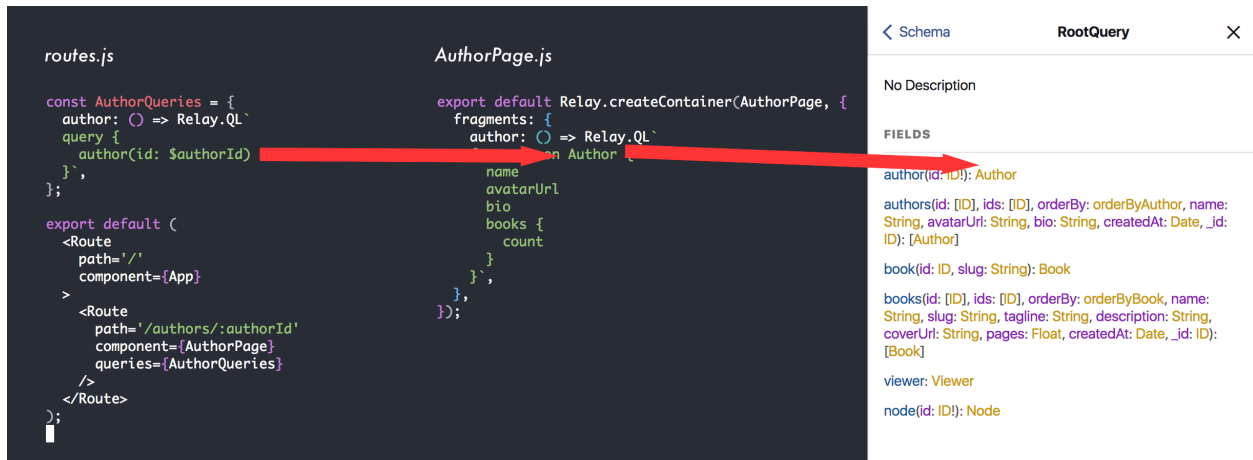 routes.js
const AuthorQueries = {
  author: () => Relay.QL`
  query {
    author(id: $authorId)
  }`,
};
export default (
  <Route
    path='/'
    component={App}
  >
    <Route
      path='/authors/:authorId'
      component={AuthorPage}
      queries={AuthorQueries}
    />
  </Route>
);
AuthorPage.js
export default Relay.createContainer(AuthorPage, {
  fragments: {
    author: () => Relay.QL`
    on Author {
      name
      avatarUrl
      bio
      books {
        count
      }
    }`,
  },
});
Schema
RootQuery
No Description
FIELDS
author(id: ID!): Author
authors(id: [ID], ids: [ID], orderBy: orderByAuthor, name:
String, avatarUrl: String, bio: String, createdAt: Date, _id:
ID): [Author]
book(id: ID, slug: String): Book
books(id: [ID], ids: [ID], orderBy: orderByBook, name:
String, slug: String, tagline: String, description: String,
coverUrl: String, pages: Float, createdAt: Date, _id: ID):
[Book]
viewer: Viewer
node(id: ID!): Node